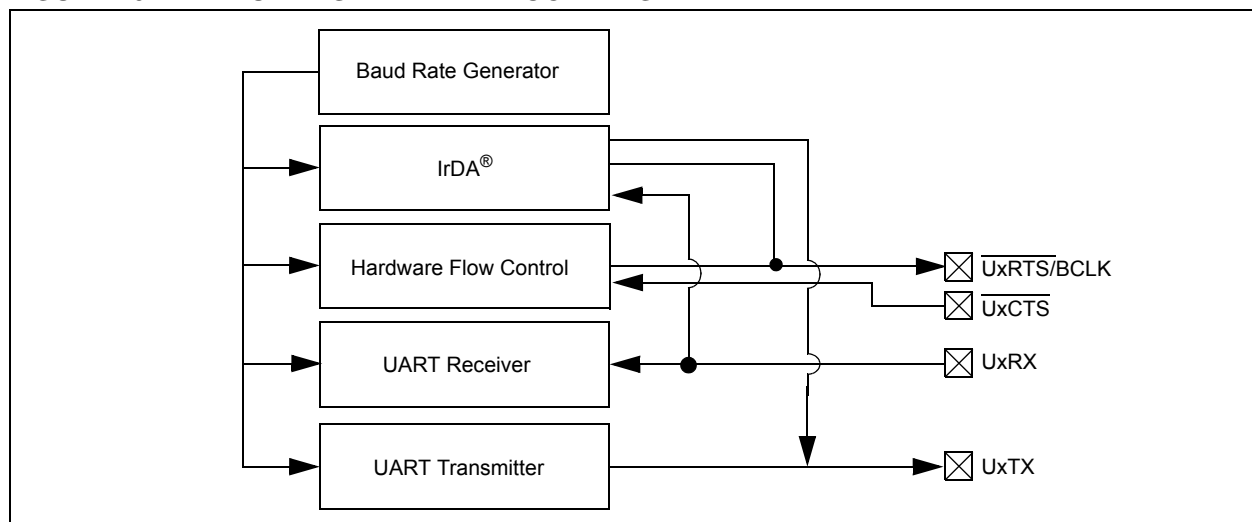 Baud Rate Generator
IrDA®
Hardware Flow Control
UxRTS/BCLK
UxCTS
UART Receiver
UxRX
UART Transmitter
UxTX